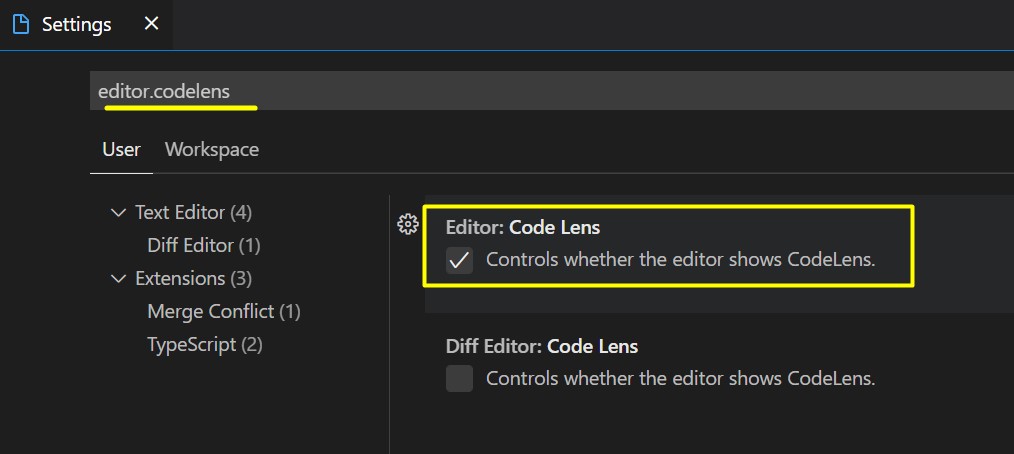 Settings
editor.codelens
User Workspace
Text Editor (4)
Diff Editor (1)
Extensions (3)
Merge Conflict (1)
TypeScript (2)
Editor: Code Lens
Controls whether the editor shows CodeLens.
Diff Editor: Code Lens
Controls whether the editor shows CodeLens.